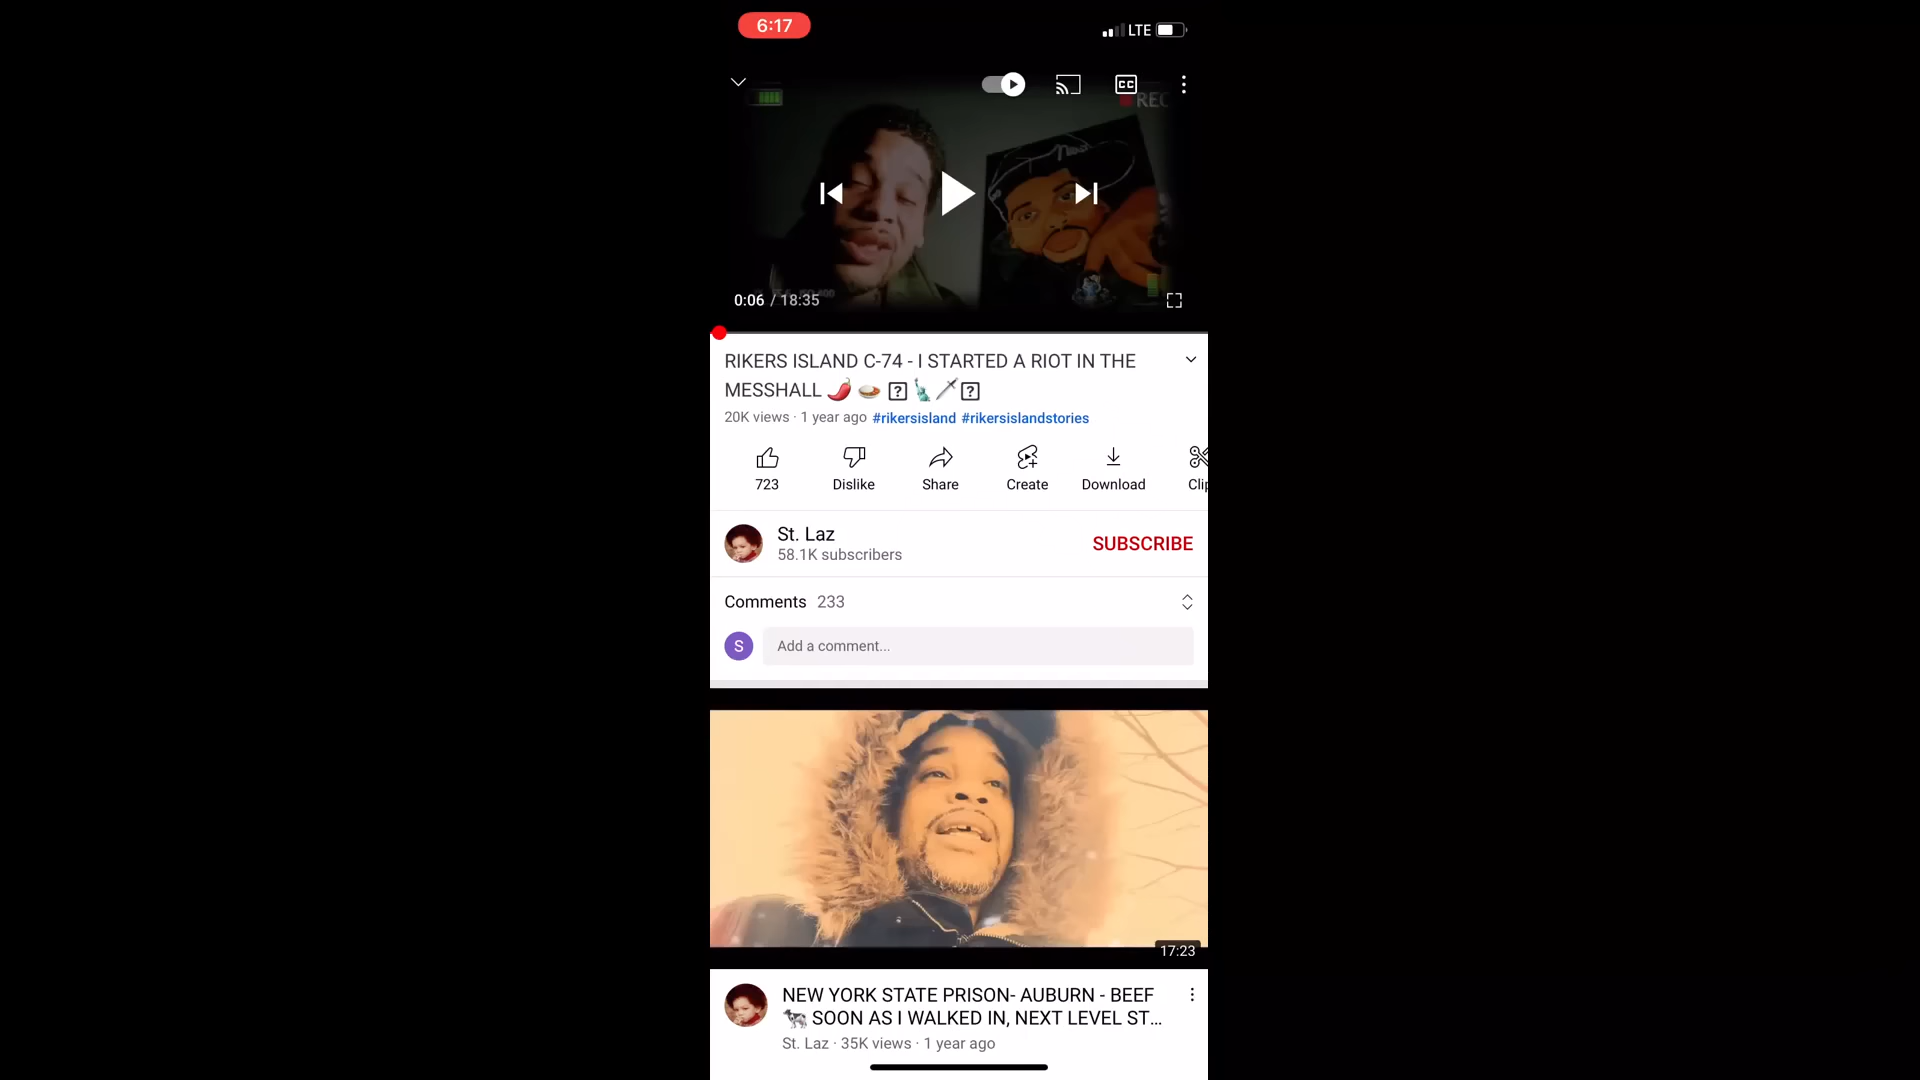 6:17
LTE
CC
REC
0:06 / 18:35
RIKERS ISLAND C-74 - I STARTED A RIOT IN THE
MESSHALL 🌶️ 🍛 ⍰ 🗽🗡️⍰
20K views · 1 year ago #rikersisland #rikersislandstories
723
Dislike
Share
Create
Download
Clip
St. Laz
58.1K subscribers
SUBSCRIBE
Comments 233
S
Add a comment...
17:23
NEW YORK STATE PRISON- AUBURN - BEEF
🐄 SOON AS I WALKED IN, NEXT LEVEL ST...
St. Laz · 35K views · 1 year ago